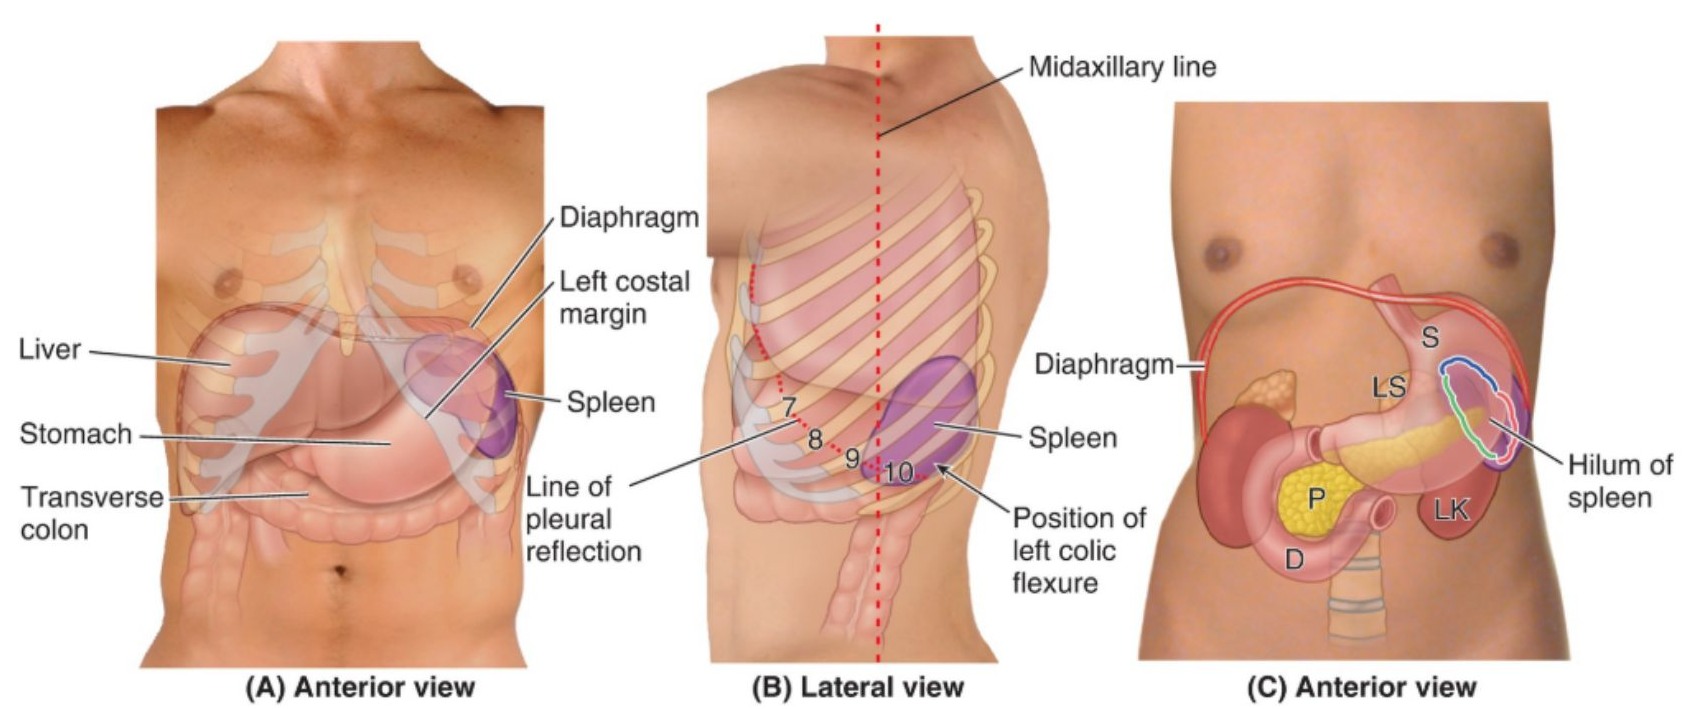 Diaphragm
Left costal
margin
Liver
Spleen
Stomach
Transverse
colon
(A) Anterior view
Midaxillary line
7
8
9
10
Line of
pleural
reflection
Spleen
Position of
left colic
flexure
(B) Lateral view
Diaphragm
S
LS
P
LK
D
Hilum of
spleen
(C) Anterior view